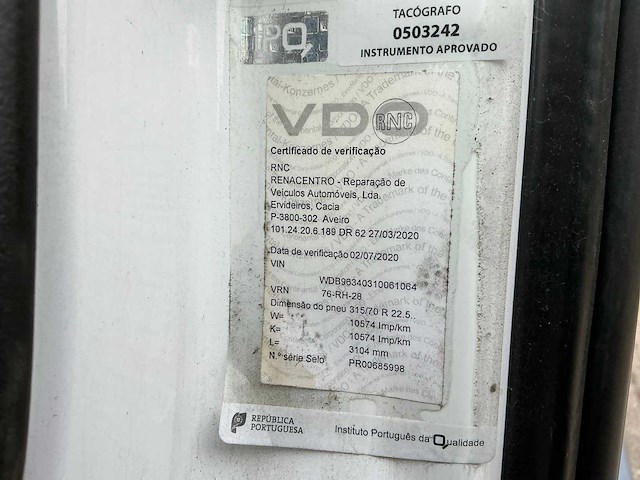 IPQ
TACÓGRAFO
0503242
INSTRUMENTO APROVADO
VDO
RNC
Certificado de verificação
RNC
RENACENTRO - Reparação de
Veiculos Automóveis, Lda.
Ervideiros, Cacia
P-3800-302 Aveiro
101.24.20.6.189 DR 62 27/03/2020
Data de verificação 02/07/2020
VIN
WDB96340310061064
VRN 76-RH-28
Dimensão do pneu 315/70 R 22.5..
W= 10574 Imp/km
K= 10574 Imp/km
L= 3104 mm
N.º série Selo PR00685998
REPÚBLICA
PORTUGUESA
Instituto Português da Qualidade